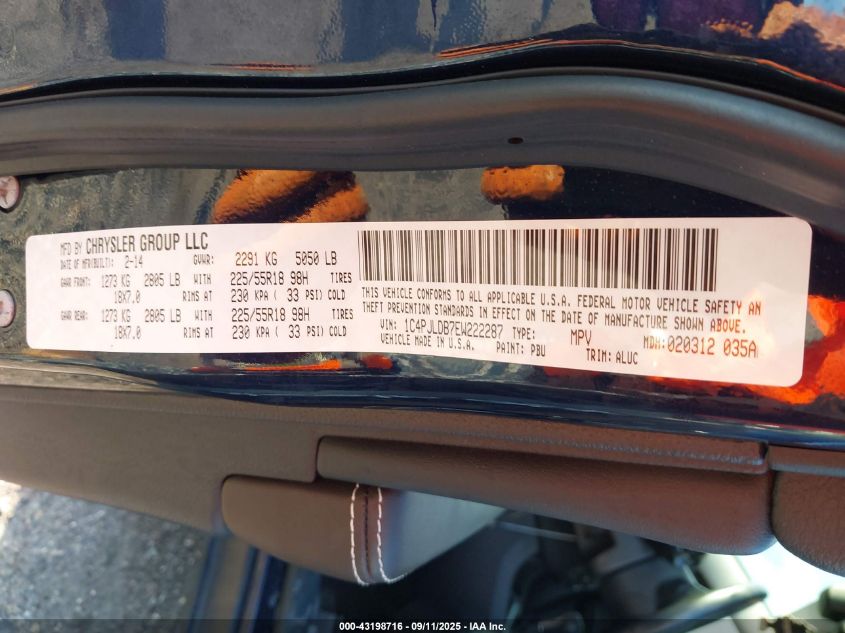 MFD BY CHRYSLER GROUP LLC
DATE OF MFR(BUILT): 2-14 GVWR: 2291 KG 5050 LB
GAWR FRONT: 1273 KG 2805 LB WITH 225/55R18 98H TIRES
18X7.0 RIMS AT 230 KPA ( 33 PSI) COLD
GAWR REAR: 1273 KG 2805 LB WITH 225/55R18 98H TIRES
18X7.0 RIMS AT 230 KPA ( 33 PSI) COLD
THIS VEHICLE CONFORMS TO ALL APPLICABLE U.S.A. FEDERAL MOTOR VEHICLE SAFETY AN
THEFT PREVENTION STANDARDS IN EFFECT ON THE DATE OF MANUFACTURE SHOWN ABOVE.
VIN: 1C4PJLDB7EW222287 TYPE: MPV MDH:020312 035A
VEHICLE MADE IN U.S.A. PAINT: PBU TRIM: ALUC
000-43198716 - 09/11/2025 - IAA Inc.